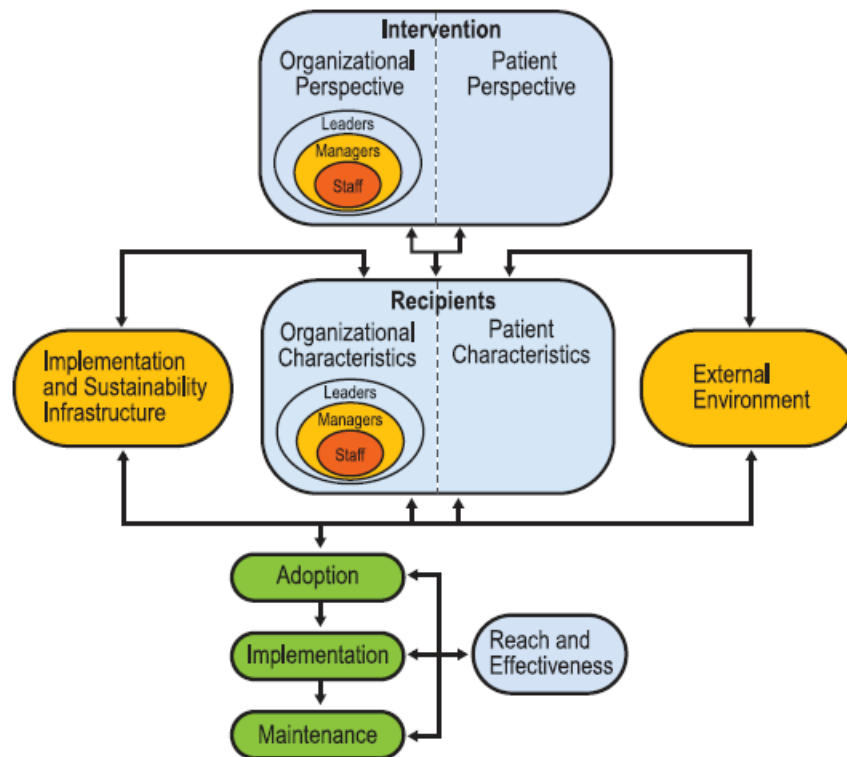 Intervention
Organizational
Perspective
Patient
Perspective
Leaders
Managers
Staff
Recipients
Organizational
Characteristics
Patient
Characteristics
Leaders
Managers
Staff
Implementation
and Sustainability
Infrastructure
External
Environment
Adoption
Implementation
Maintenance
Reach and
Effectiveness